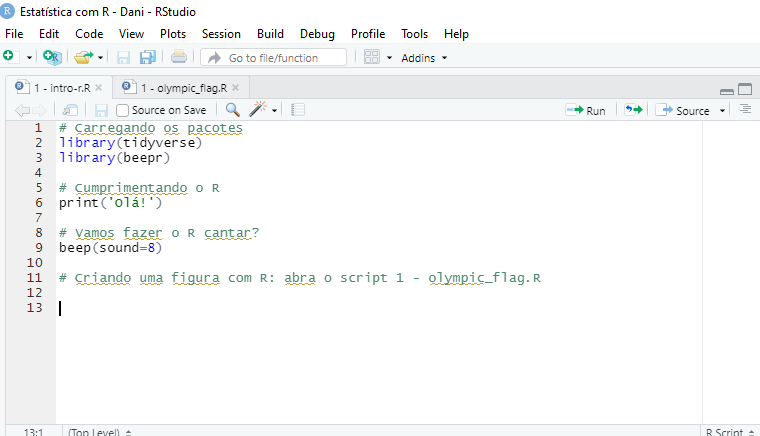 Estatística com R - Dani - RStudio
File Edit Code View Plots Session Build Debug Profile Tools Help
Go to file/function Addins
1 - intro-r.R 1 - olympic_flag.R
Source on Save Run Source
1 # Carregando os pacotes
2 library(tidyverse)
3 library(beepr)
4
5 # Cumprimentando o R
6 print('Olá!')
7
8 # Vamos fazer o R cantar?
9 beep(sound=8)
10
11 # Criando uma figura com R: abra o script 1 - olympic_flag.R
12
13
13:1 (Top Level) R Script